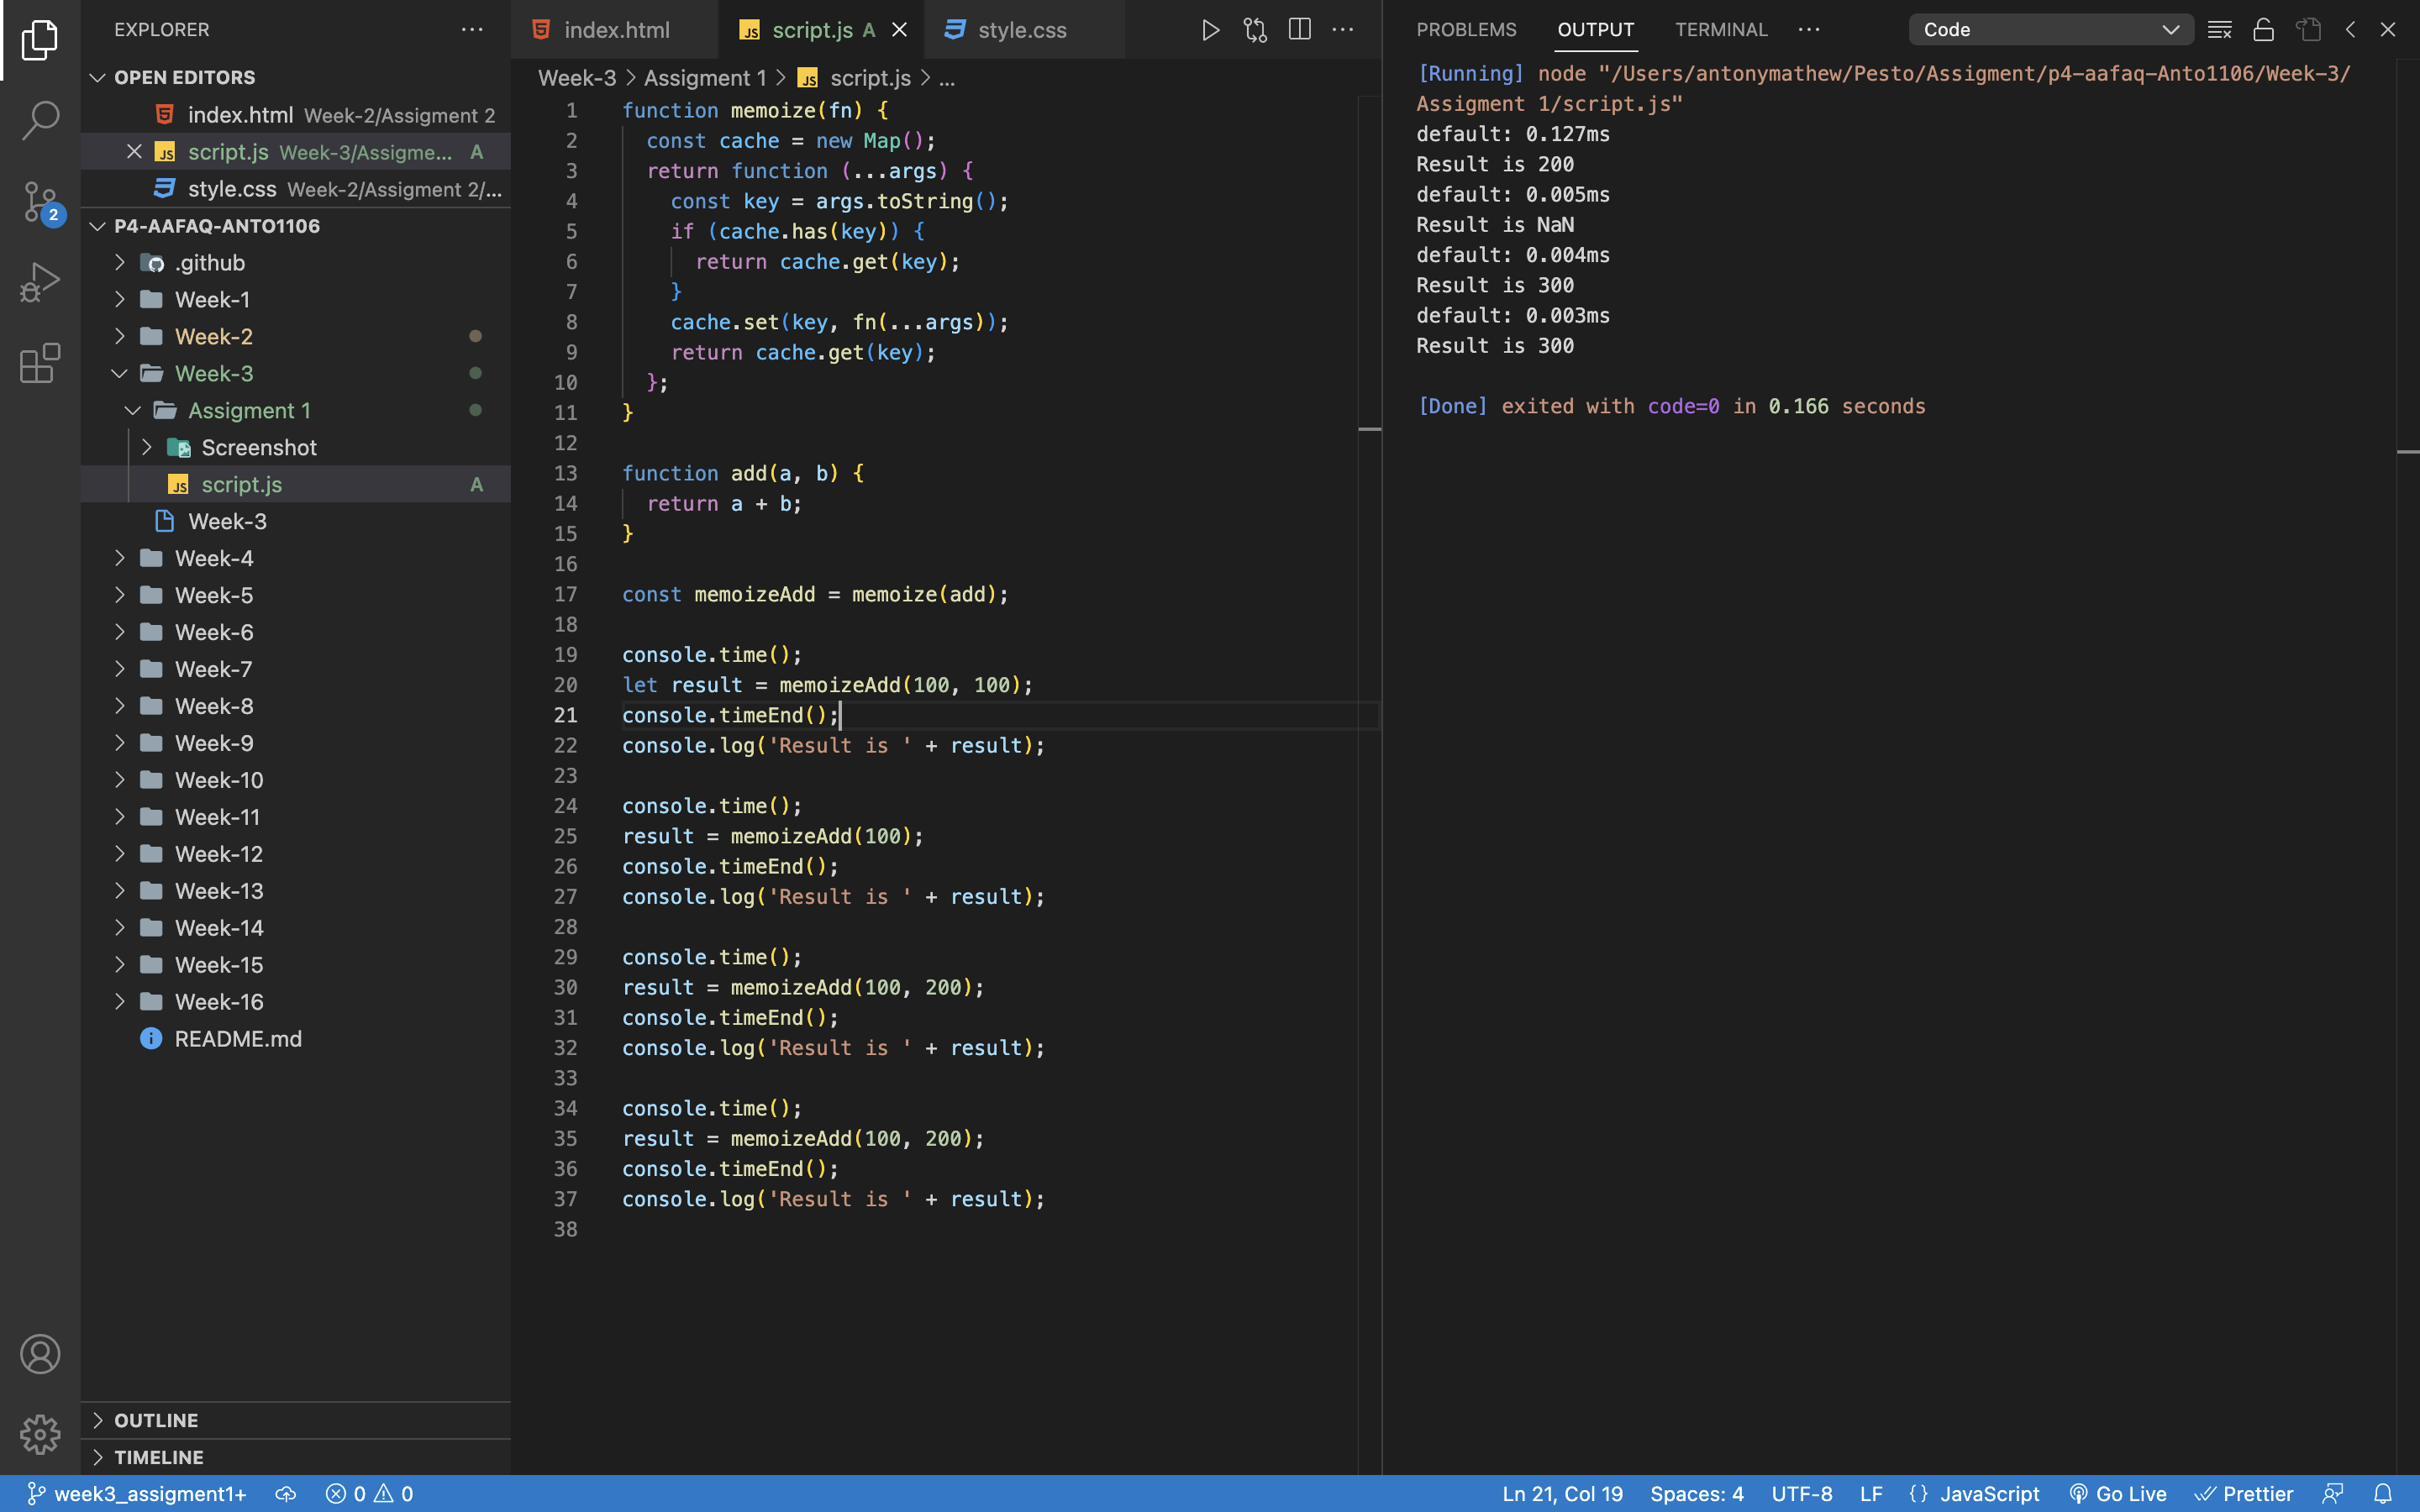 EXPLORER
OPEN EDITORS
index.html Week-2/Assigment 2
script.js Week-3/Assigme... A
style.css Week-2/Assigment 2/...
P4-AAFAQ-ANTO1106
.github
Week-1
Week-2
Week-3
Assigment 1
Screenshot
script.js A
Week-3
Week-4
Week-5
Week-6
Week-7
Week-8
Week-9
Week-10
Week-11
Week-12
Week-13
Week-14
Week-15
Week-16
README.md
OUTLINE
TIMELINE
2
index.html script.js A style.css
Week-3 > Assigment 1 > script.js > ...
1 function memoize(fn) {
2 const cache = new Map();
3 return function (...args) {
4 const key = args.toString();
5 if (cache.has(key)) {
6 return cache.get(key);
7 }
8 cache.set(key, fn(...args));
9 return cache.get(key);
10 };
11 }
12
13 function add(a, b) {
14 return a + b;
15 }
16
17 const memoizeAdd = memoize(add);
18
19 console.time();
20 let result = memoizeAdd(100, 100);
21 console.timeEnd();
22 console.log('Result is ' + result);
23
24 console.time();
25 result = memoizeAdd(100);
26 console.timeEnd();
27 console.log('Result is ' + result);
28
29 console.time();
30 result = memoizeAdd(100, 200);
31 console.timeEnd();
32 console.log('Result is ' + result);
33
34 console.time();
35 result = memoizeAdd(100, 200);
36 console.timeEnd();
37 console.log('Result is ' + result);
38
PROBLEMS OUTPUT TERMINAL ... Code
[Running] node "/Users/antonymathew/Pesto/Assigment/p4-aafaq-Anto1106/Week-3/
Assigment 1/script.js"
default: 0.127ms
Result is 200
default: 0.005ms
Result is NaN
default: 0.004ms
Result is 300
default: 0.003ms
Result is 300
[Done] exited with code=0 in 0.166 seconds
week3_assigment1+ 0 0 Ln 21, Col 19 Spaces: 4 UTF-8 LF {} JavaScript Go Live Prettier